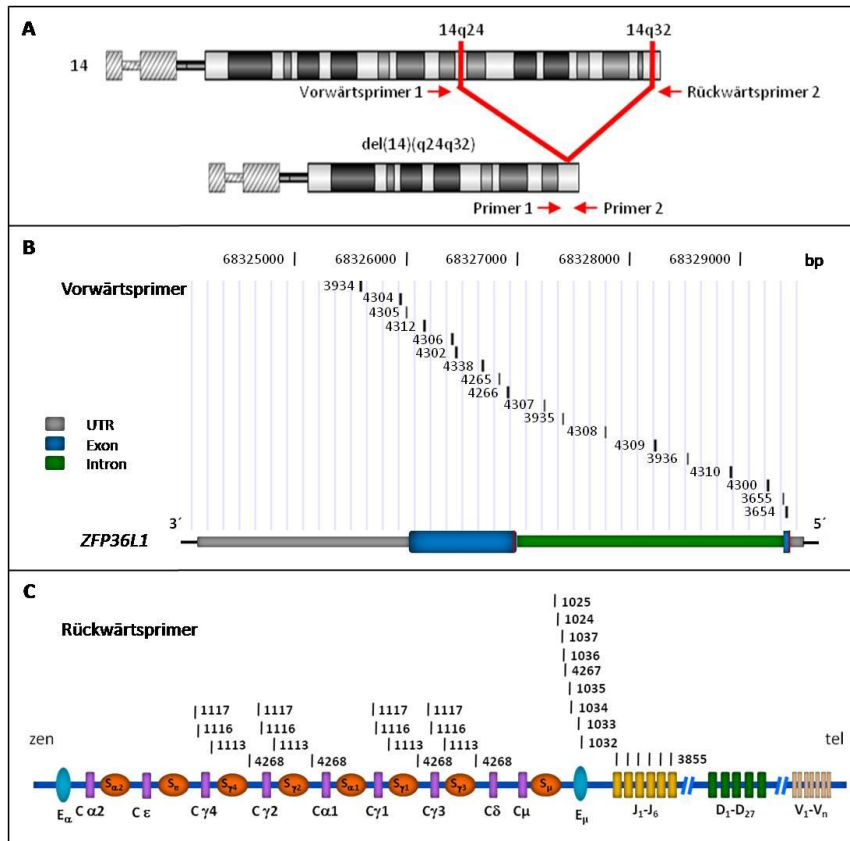 A
14q24 14q32
14
Vorwärtsprimer 1 Rückwärtsprimer 2
del(14)(q24q32)
Primer 1 Primer 2
B
68325000 68326000 68327000 68328000 68329000 bp
Vorwärtsprimer
3934
4304
4305
4312
4306
4302
4338
4265
4266
4307
3935
4308
4309
3936
4310
4300
3655
3654
UTR
Exon
Intron
3´ 5´
ZFP36L1
C
Rückwärtsprimer
1025
1024
1037
1036
4267
1035
1034
1033
1032
1117 1117 1117 1117
1116 1116 1116 1116
1113 1113 1113 1113
4268 4268 4268 4268 3855
zen tel
Sα2 Sε Sγ4 Sγ2 Sα1 Sγ1 Sγ3 Sμ
Eα C α2 C ε C γ4 C γ2 Cα1 Cγ1 Cγ3 Cδ Cμ Eμ J1-J6 D1-D27 V1-Vn